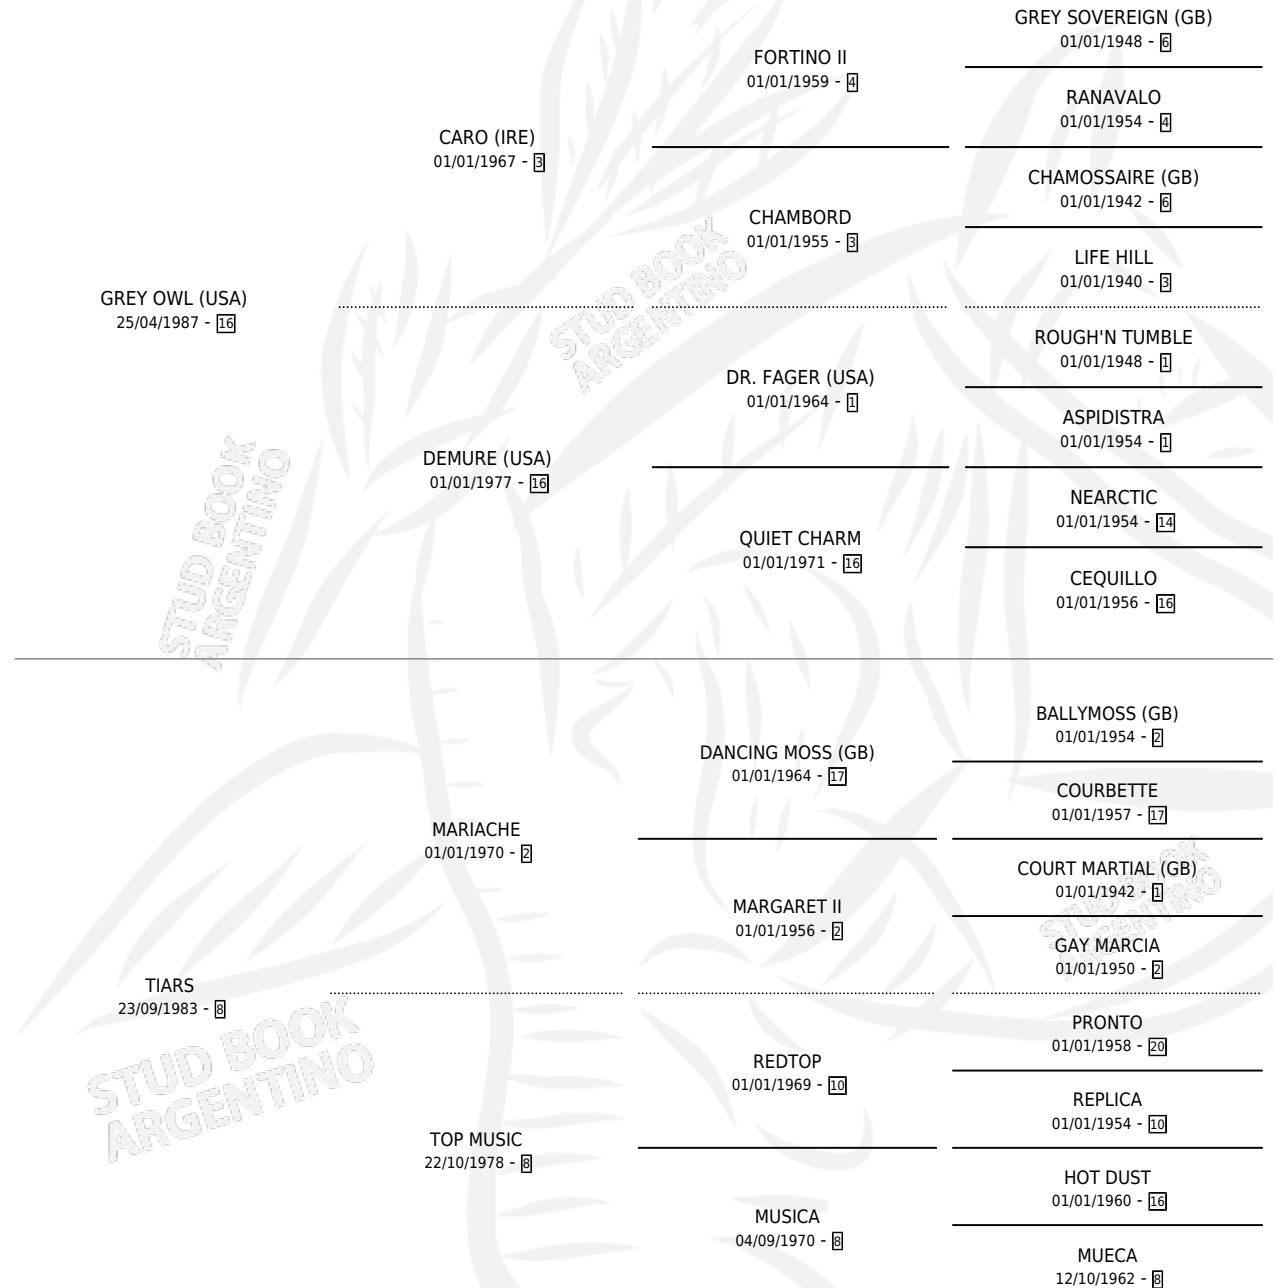 GREY SOVEREIGN (GB)
01/01/1948 - 6
FORTINO II
01/01/1959 - 4
RANAVALO
01/01/1954 - 4
CARO (IRE)
01/01/1967 - 3
CHAMOSSAIRE (GB)
01/01/1942 - 6
CHAMBORD
01/01/1955 - 3
LIFE HILL
01/01/1940 - 3
GREY OWL (USA)
25/04/1987 - 16
STUD BOOK
ARGENTINO
ROUGH'N TUMBLE
01/01/1948 - 1
DR. FAGER (USA)
01/01/1964 - 1
ASPIDISTRA
01/01/1954 - 1
DEMURE (USA)
01/01/1977 - 16
NEARCTIC
01/01/1954 - 14
QUIET CHARM
01/01/1971 - 16
CEQUILLO
01/01/1956 - 16
STUD BOOK
ARGENTINO
BALLYMOSS (GB)
01/01/1954 - 2
DANCING MOSS (GB)
01/01/1964 - 17
COURBETTE
01/01/1957 - 17
MARIACHE
01/01/1970 - 2
COURT MARTIAL (GB)
01/01/1942 - 1
MARGARET II
01/01/1956 - 2
STUD BOOK
ARGENTINO
GAY MARCIA
01/01/1950 - 2
TIARS
23/09/1983 - 8
STUD BOOK
ARGENTINO
PRONTO
01/01/1958 - 20
REDTOP
01/01/1969 - 10
REPLICA
01/01/1954 - 10
TOP MUSIC
22/10/1978 - 8
HOT DUST
01/01/1960 - 16
MUSICA
04/09/1970 - 8
MUECA
12/10/1962 - 8